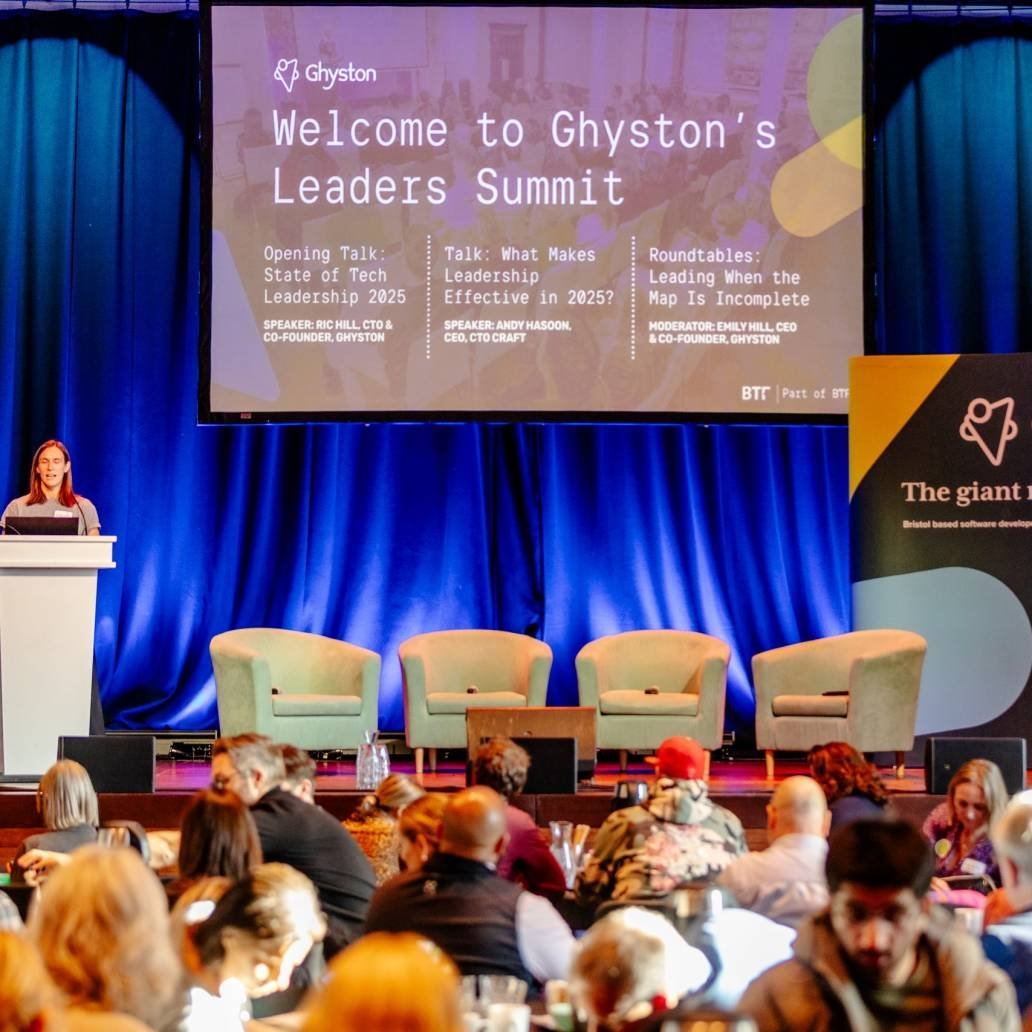 Ghyston
Welcome to Ghyston's
Leaders Summit
Opening Talk:
State of Tech
Leadership 2025
SPEAKER: RIC HILL, CTO &
CO-FOUNDER, GHYSTON
Talk: What Makes
Leadership
Effective in 2025?
SPEAKER: ANDY HASOON,
CEO, CTO CRAFT
Roundtables:
Leading When the
Map Is Incomplete
MODERATOR: EMILY HILL, CEO
& CO-FOUNDER, GHYSTON
BTF Part of BTF
The giant
Bristol based software